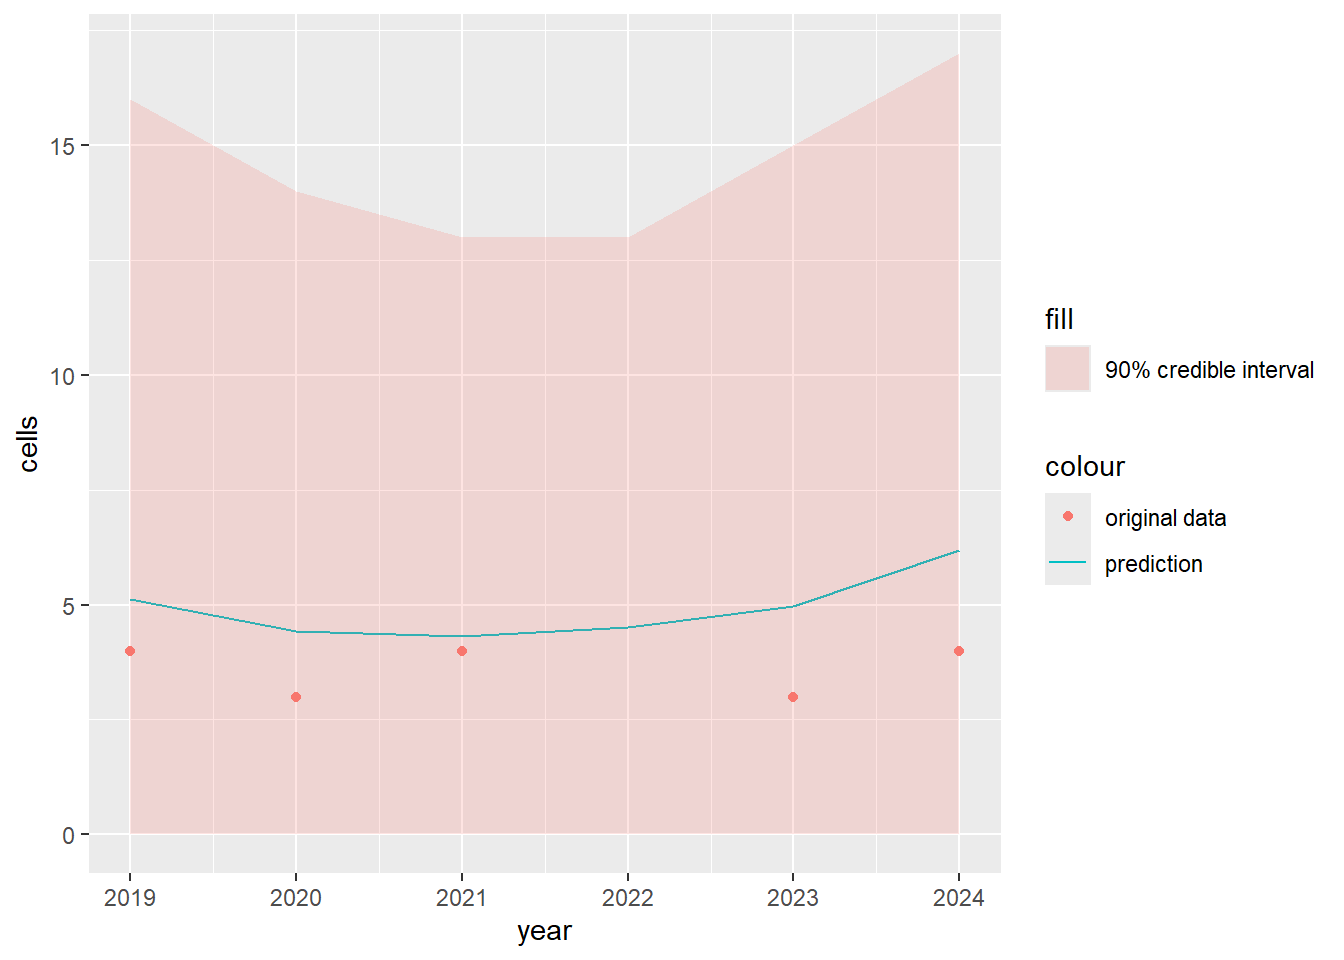 15
10
5
0
cells
2019 2020 2021 2022 2023 2024
year
fill
90% credible interval
colour
original data
prediction